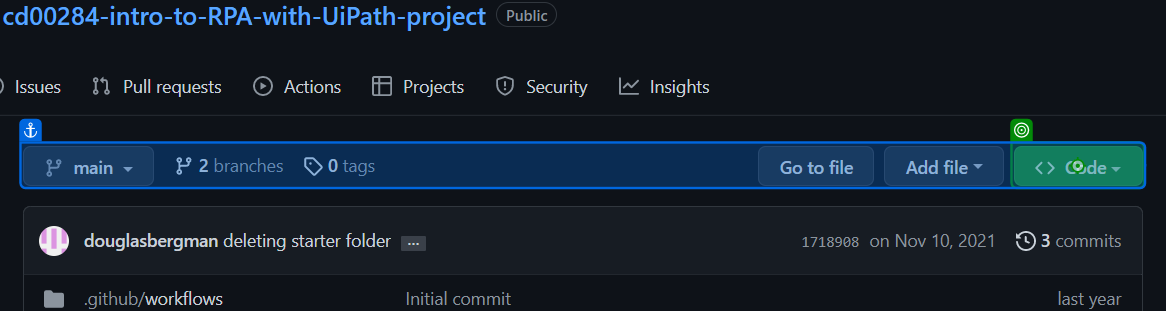 cd00284-intro-to-RPA-with-UiPath-project Public
Issues Pull requests Actions Projects Security Insights
main 2 branches 0 tags Go to file Add file <> Code
douglasbergman deleting starter folder ... 1718908 on Nov 10, 2021 3 commits
.github/workflows Initial commit last year